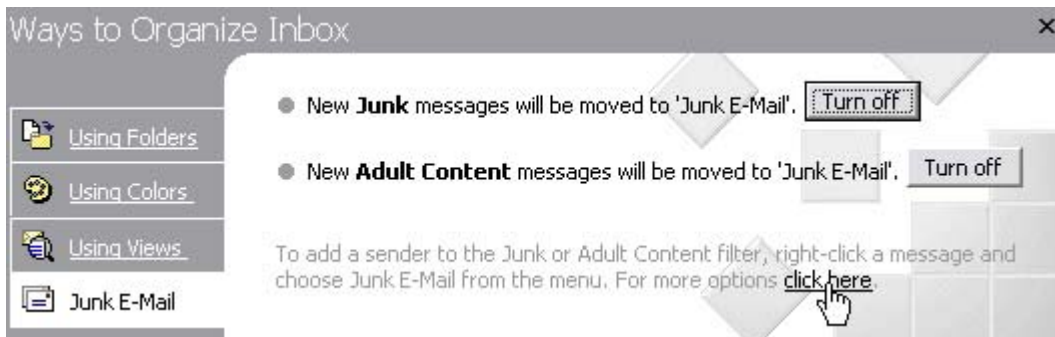 Ways to Organize Inbox
Using Folders
Using Colors
Using Views
Junk E-Mail
New Junk messages will be moved to 'Junk E-Mail'. Turn off
New Adult Content messages will be moved to 'Junk E-Mail'. Turn off
To add a sender to the Junk or Adult Content filter, right-click a message and
choose Junk E-Mail from the menu. For more options click here.